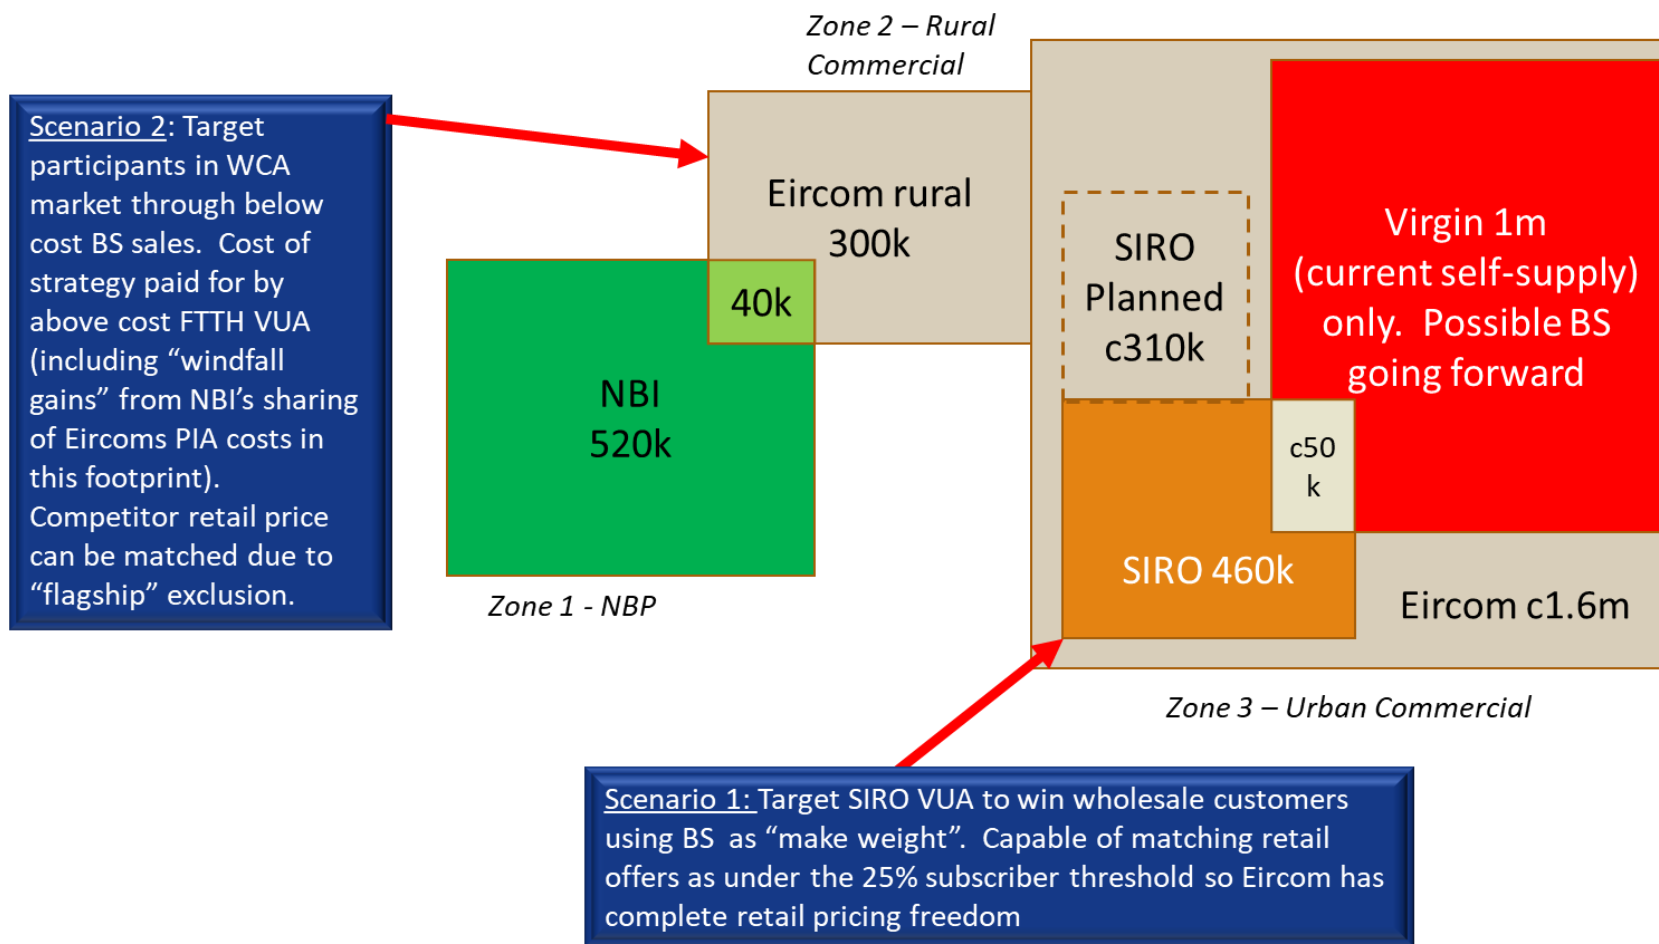 Zone 2 – Rural
Commercial
Scenario 2: Target
participants in WCA
market through below
cost BS sales.  Cost of
strategy paid for by
above cost FTTH VUA
(including “windfall
gains” from NBI’s sharing
of Eircoms PIA costs in
this footprint).
Competitor retail price
can be matched due to
“flagship” exclusion.
Eircom rural
300k
40k
NBI
520k
Zone 1 - NBP
SIRO
Planned
c310k
Virgin 1m
(current self-supply)
only.  Possible BS
going forward
c50
k
SIRO 460k
Eircom c1.6m
Zone 3 – Urban Commercial
Scenario 1: Target SIRO VUA to win wholesale customers
using BS  as “make weight”.  Capable of matching retail
offers as under the 25% subscriber threshold so Eircom has
complete retail pricing freedom